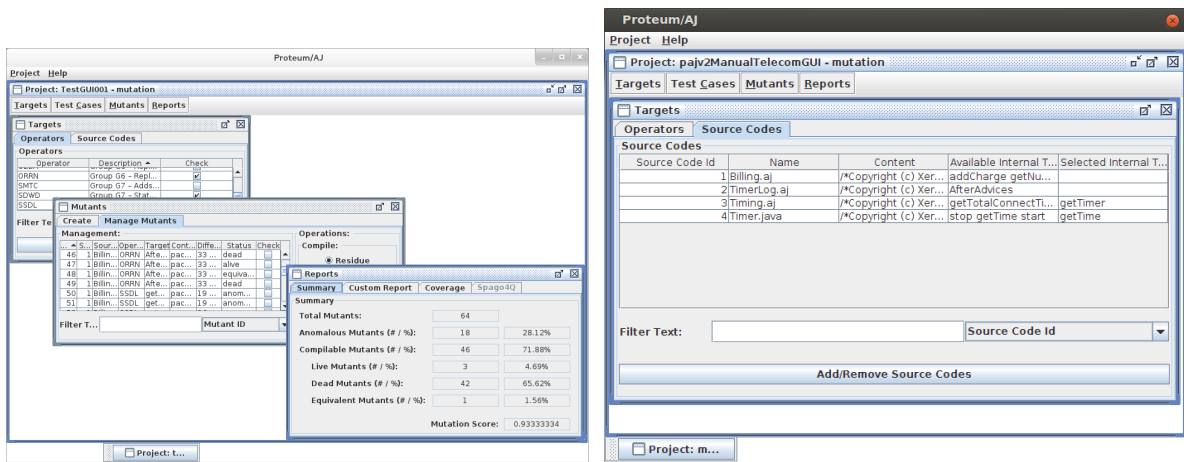 Proteum/AJ
Project Help
Project: TestGUI001 - mutation
Targets Test Cases Mutants Reports
Targets
Operators Source Codes
Operators
Operator Description Check
ORRN Group G6 – Repl...
SMTC Group G7 – Adds...
SDWD Group G7 – Stat...
SSDL
Filter Te
Mutants
Create Manage Mutants
Management:
... S... Sour... Oper... Target Cont... Diffe... Status Check
46 1 Billin... ORRN Afte... pac... 33 ... dead
47 1 Billin... ORRN Afte... pac... 33 ... alive
48 1 Billin... ORRN Afte... pac... 33 ... equiva...
49 1 Billin... ORRN Afte... pac... 33 ... dead
50 1 Billin... SSDL get... pac... 19 ... anom...
51 1 Billin... SSDL get... pac... 19 ... anom...
Filter T... Mutant ID
Operations:
Compile:
Residue
Reports
Summary Custom Report Coverage Spago4Q
Summary
Total Mutants: 64
Anomalous Mutants (# / %): 18 28.12%
Compilable Mutants (# / %): 46 71.88%
Live Mutants (# / %): 3 4.69%
Dead Mutants (# / %): 42 65.62%
Equivalent Mutants (# / %): 1 1.56%
Mutation Score: 0.93333334
Project: t...
Proteum/AJ
Project Help
Project: pajv2ManualTelecomGUI - mutation
Targets Test Cases Mutants Reports
Targets
Operators Source Codes
Source Codes
Source Code Id Name Content Available Internal T... Selected Internal T...
1 Billing.aj /*Copyright (c) Xer... addCharge getNu...
2 TimerLog.aj /*Copyright (c) Xer... AfterAdvices
3 Timing.aj /*Copyright (c) Xer... getTotalConnectTi... getTimer
4 Timer.java /*Copyright (c) Xer... stop getTime start getTime
Filter Text: Source Code Id
Add/Remove Source Codes
Project: m...